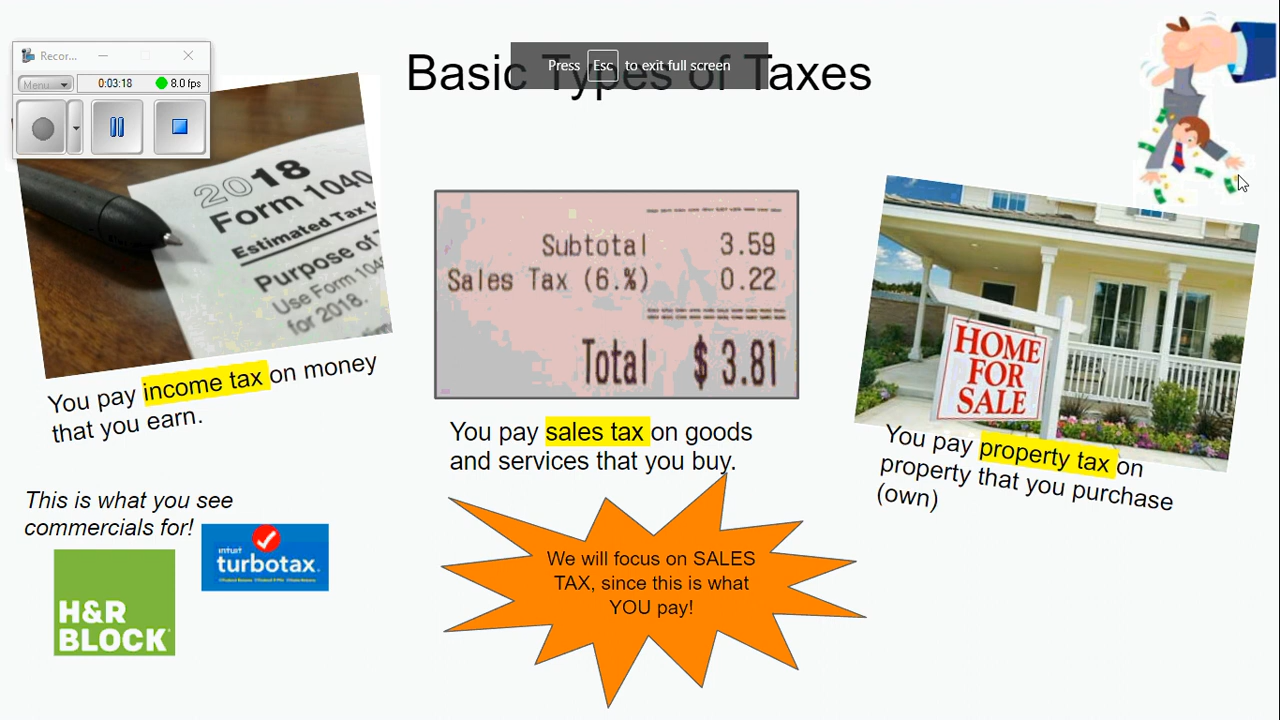 Recor...
Menu...
0:03:18
8.0 fps
Basic Types of Taxes
Press Esc to exit full screen
2018
Form 1040
Estimated Tax
Purpose of
Use Form 104
for 2018.
Subtotal 3.59
Sales Tax (6.%) 0.22
Total $ 3.81
HOME
FOR
SALE
You pay income tax on money
that you earn.
You pay sales tax on goods
and services that you buy.
You pay property tax on
property that you purchase
(own)
This is what you see
commercials for!
intuit
turbotax.
H&R
BLOCK
We will focus on SALES
TAX, since this is what
YOU pay!